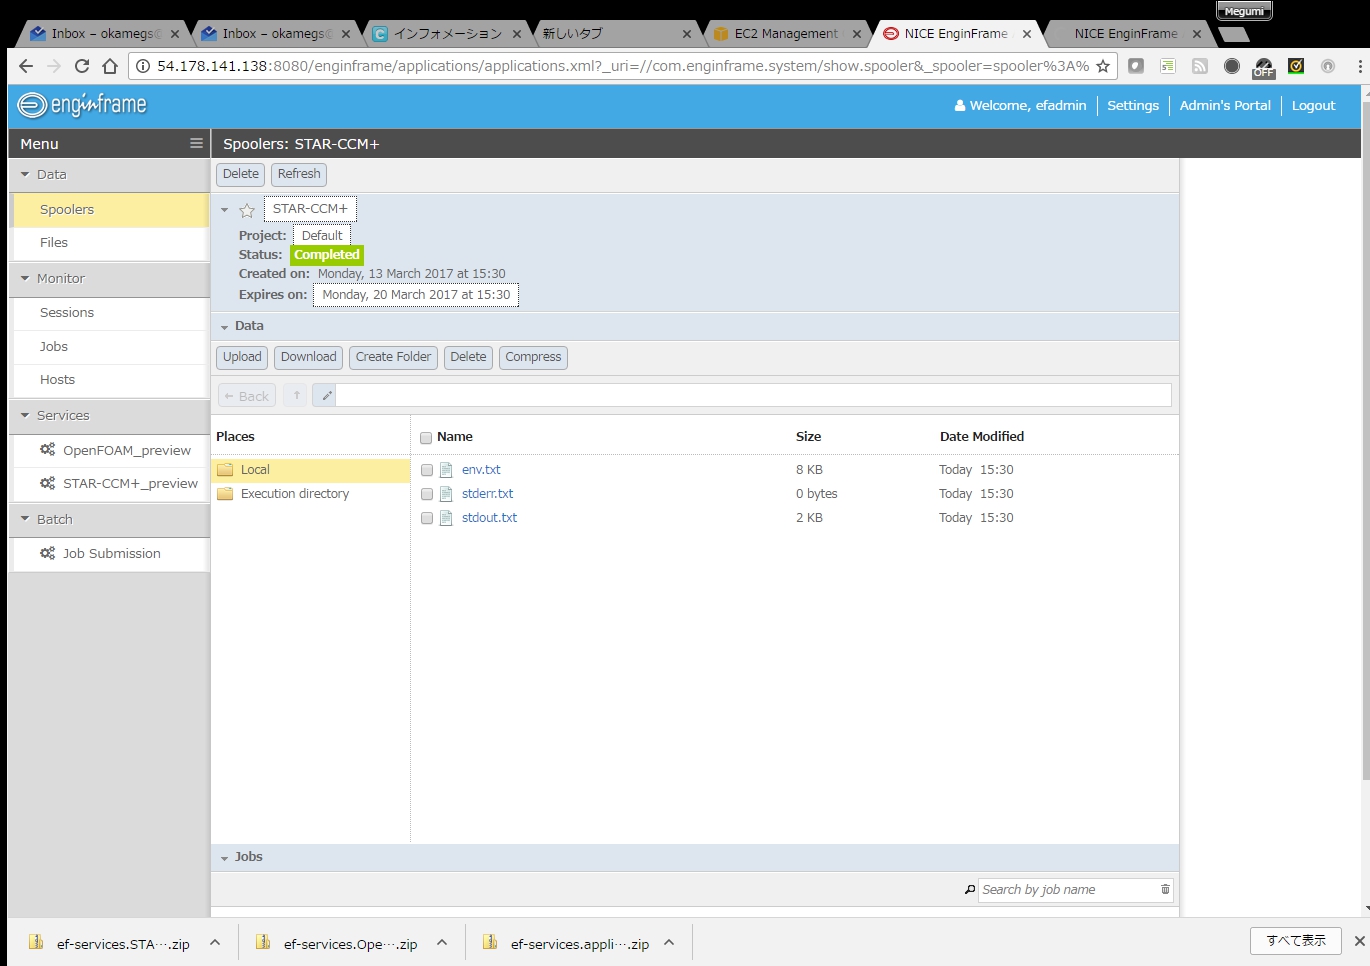 Megumi
Inbox – okamegs@ Inbox – okamegs@ インフォメーション 新しいタブ EC2 Management NICE EnginFrame NICE EnginFrame
54.178.141.138:8080/enginframe/applications/applications.xml?_uri=//com.enginframe.system/show.spooler&_spooler=spooler%3A%
OFF
enginframe Welcome, efadmin Settings Admin's Portal Logout
Menu Spoolers: STAR-CCM+
Data
Spoolers
Files
Monitor
Sessions
Jobs
Hosts
Services
OpenFOAM_preview
STAR-CCM+_preview
Batch
Job Submission
Delete Refresh
STAR-CCM+
Project: Default
Status: Completed
Created on: Monday, 13 March 2017 at 15:30
Expires on: Monday, 20 March 2017 at 15:30
Data
Upload Download Create Folder Delete Compress
← Back ↑
Places
Local
Execution directory
Name Size Date Modified
env.txt 8 KB Today 15:30
stderr.txt 0 bytes Today 15:30
stdout.txt 2 KB Today 15:30
Jobs
Search by job name
ef-services.STA···.zip ef-services.Ope···.zip ef-services.appli···.zip すべて表示